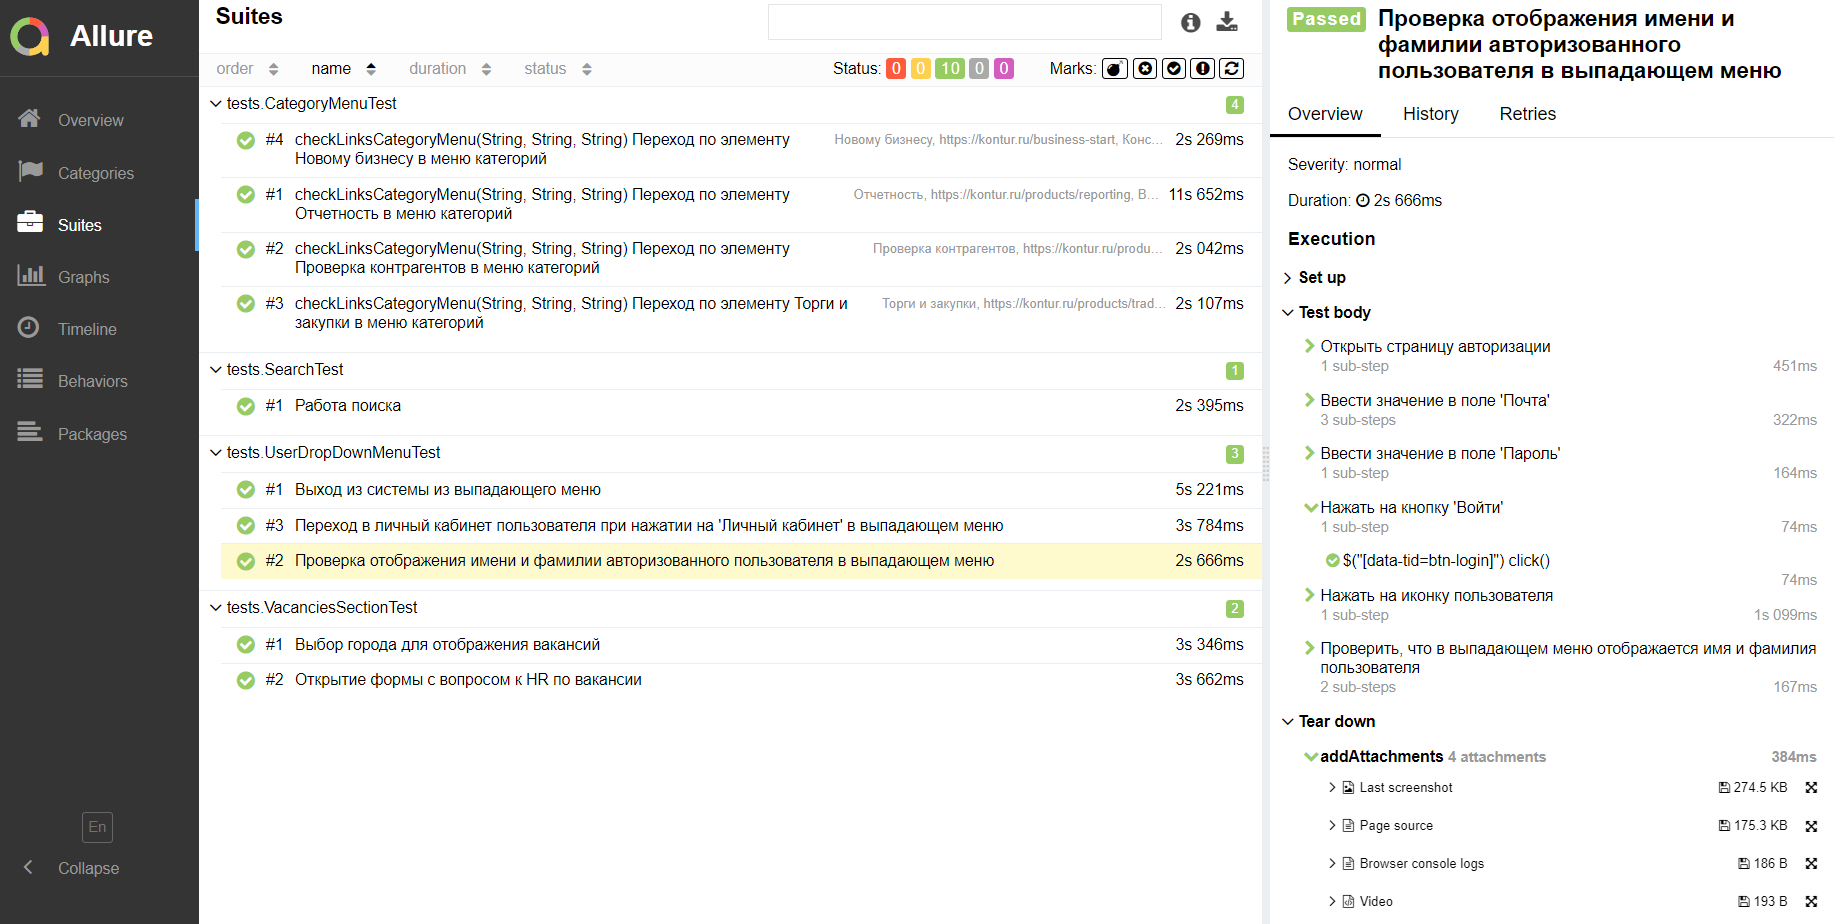 Allure
Overview
Categories
Suites
Graphs
Timeline
Behaviors
Packages
En
Collapse
Suites
order name duration status
Status: 0 0 10 0 0 Marks:
tests.CategoryMenuTest 4
#4 checkLinksCategoryMenu(String, String, String) Переход по элементу Новому бизнесу, https://kontur.ru/business-start, Конс... 2s 269ms
Новому бизнесу в меню категорий
#1 checkLinksCategoryMenu(String, String, String) Переход по элементу Отчетность, https://kontur.ru/products/reporting, В... 11s 652ms
Отчетность в меню категорий
#2 checkLinksCategoryMenu(String, String, String) Переход по элементу Проверка контрагентов, https://kontur.ru/produ... 2s 042ms
Проверка контрагентов в меню категорий
#3 checkLinksCategoryMenu(String, String, String) Переход по элементу Торги и Торги и закупки, https://kontur.ru/products/trad... 2s 107ms
закупки в меню категорий
tests.SearchTest 1
#1 Работа поиска 2s 395ms
tests.UserDropDownMenuTest 3
#1 Выход из системы из выпадающего меню 5s 221ms
#3 Переход в личный кабинет пользователя при нажатии на 'Личный кабинет' в выпадающем меню 3s 784ms
#2 Проверка отображения имени и фамилии авторизованного пользователя в выпадающем меню 2s 666ms
tests.VacanciesSectionTest 2
#1 Выбор города для отображения вакансий 3s 346ms
#2 Открытие формы с вопросом к HR по вакансии 3s 662ms
Passed Проверка отображения имени и
фамилии авторизованного
пользователя в выпадающем меню
Overview History Retries
Severity: normal
Duration: 2s 666ms
Execution
Set up
Test body
Открыть страницу авторизации
1 sub-step 451ms
Ввести значение в поле 'Почта'
3 sub-steps 322ms
Ввести значение в поле 'Пароль'
1 sub-step 164ms
Нажать на кнопку 'Войти'
1 sub-step 74ms
$("[data-tid=btn-login]") click()
74ms
Нажать на иконку пользователя
1 sub-step 1s 099ms
Проверить, что в выпадающем меню отображается имя и фамилия
пользователя
2 sub-steps 167ms
Tear down
addAttachments 4 attachments 384ms
Last screenshot 274.5 KB
Page source 175.3 KB
Browser console logs 186 B
Video 193 B